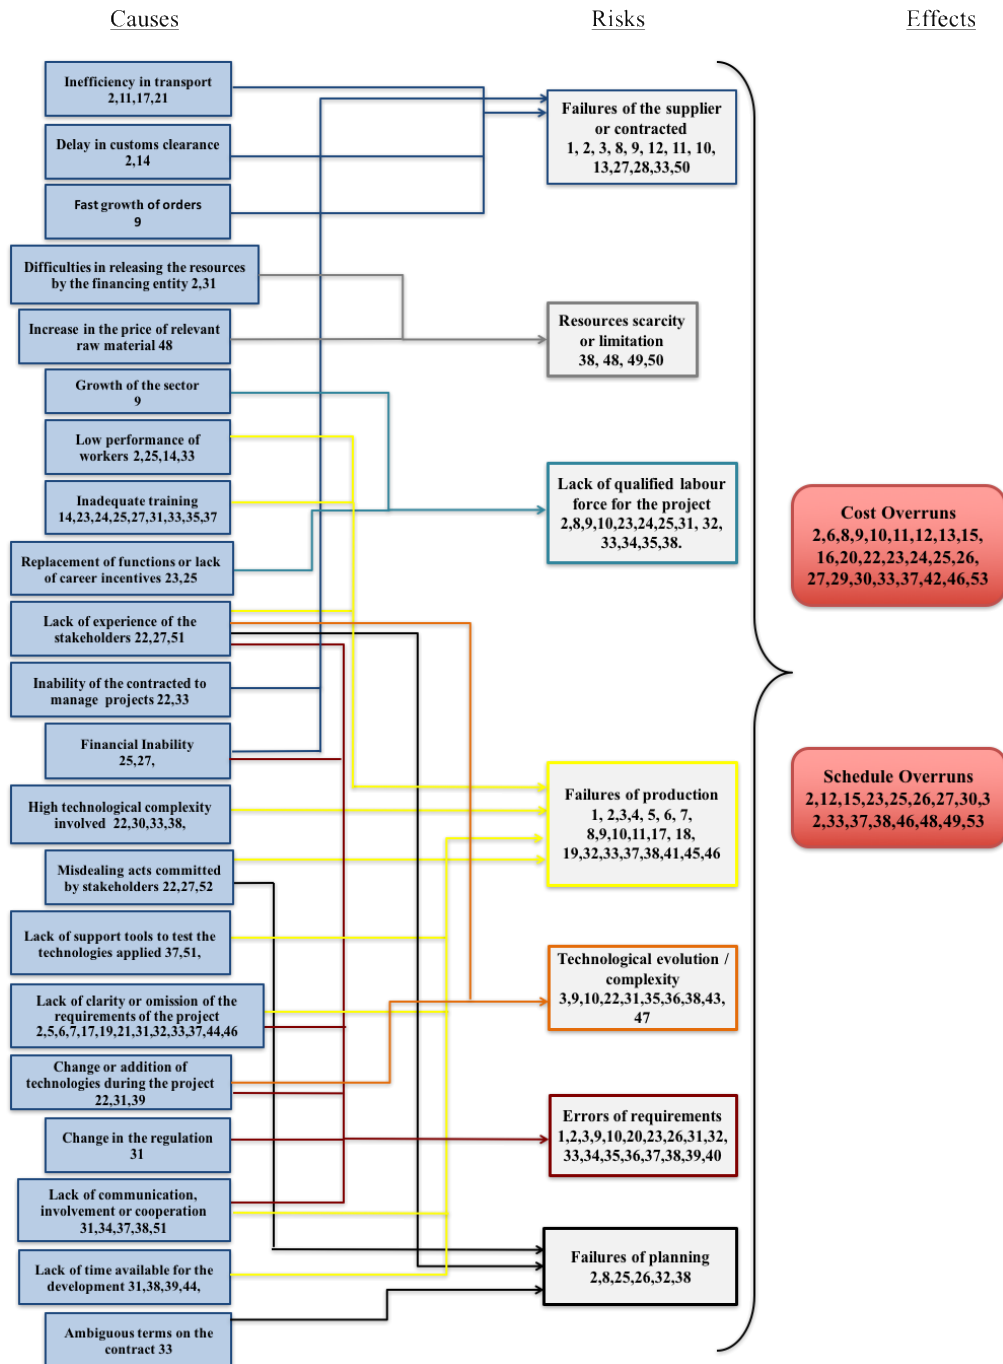 Causes
Risks
Effects
Inefficiency in transport
2,11,17,21
Delay in customs clearance
2,14
Fast growth of orders
9
Difficulties in releasing the resources
by the financing entity 2,31
Increase in the price of relevant
raw material 48
Growth of the sector
9
Low performance of
workers 2,25,14,33
Inadequate training
14,23,24,25,27,31,33,35,37
Replacement of functions or lack
of career incentives 23,25
Lack of experience of the
stakeholders 22,27,51
Inability of the contracted to
manage projects 22,33
Financial Inability
25,27,
High technological complexity
involved 22,30,33,38,
Misdealing acts committed
by stakeholders 22,27,52
Lack of support tools to test the
technologies applied 37,51,
Lack of clarity or omission of the
requirements of the project
2,5,6,7,17,19,21,31,32,33,37,44,46
Change or addition of
technologies during the project
22,31,39
Change in the regulation
31
Lack of communication,
involvement or cooperation
31,34,37,38,51
Lack of time available for the
development 31,38,39,44,
Ambiguous terms on the
contract 33
Failures of the supplier
or contracted
1, 2, 3, 8, 9, 12, 11, 10,
13,27,28,33,50
Resources scarcity
or limitation
38, 48, 49,50
Lack of qualified labour
force for the project
2,8,9,10,23,24,25,31, 32,
33,34,35,38.
Failures of production
1, 2,3,4, 5, 6, 7,
8,9,10,11,17, 18,
19,32,33,37,38,41,45,46
Technological evolution /
complexity
3,9,10,22,31,35,36,38,43,
47
Errors of requirements
1,2,3,9,10,20,23,26,31,32,
33,34,35,36,37,38,39,40
Failures of planning
2,8,25,26,32,38
Cost Overruns
2,6,8,9,10,11,12,13,15,
16,20,22,23,24,25,26,
27,29,30,33,37,42,46,53
Schedule Overruns
2,12,15,23,25,26,27,30,3
2,33,37,38,46,48,49,53